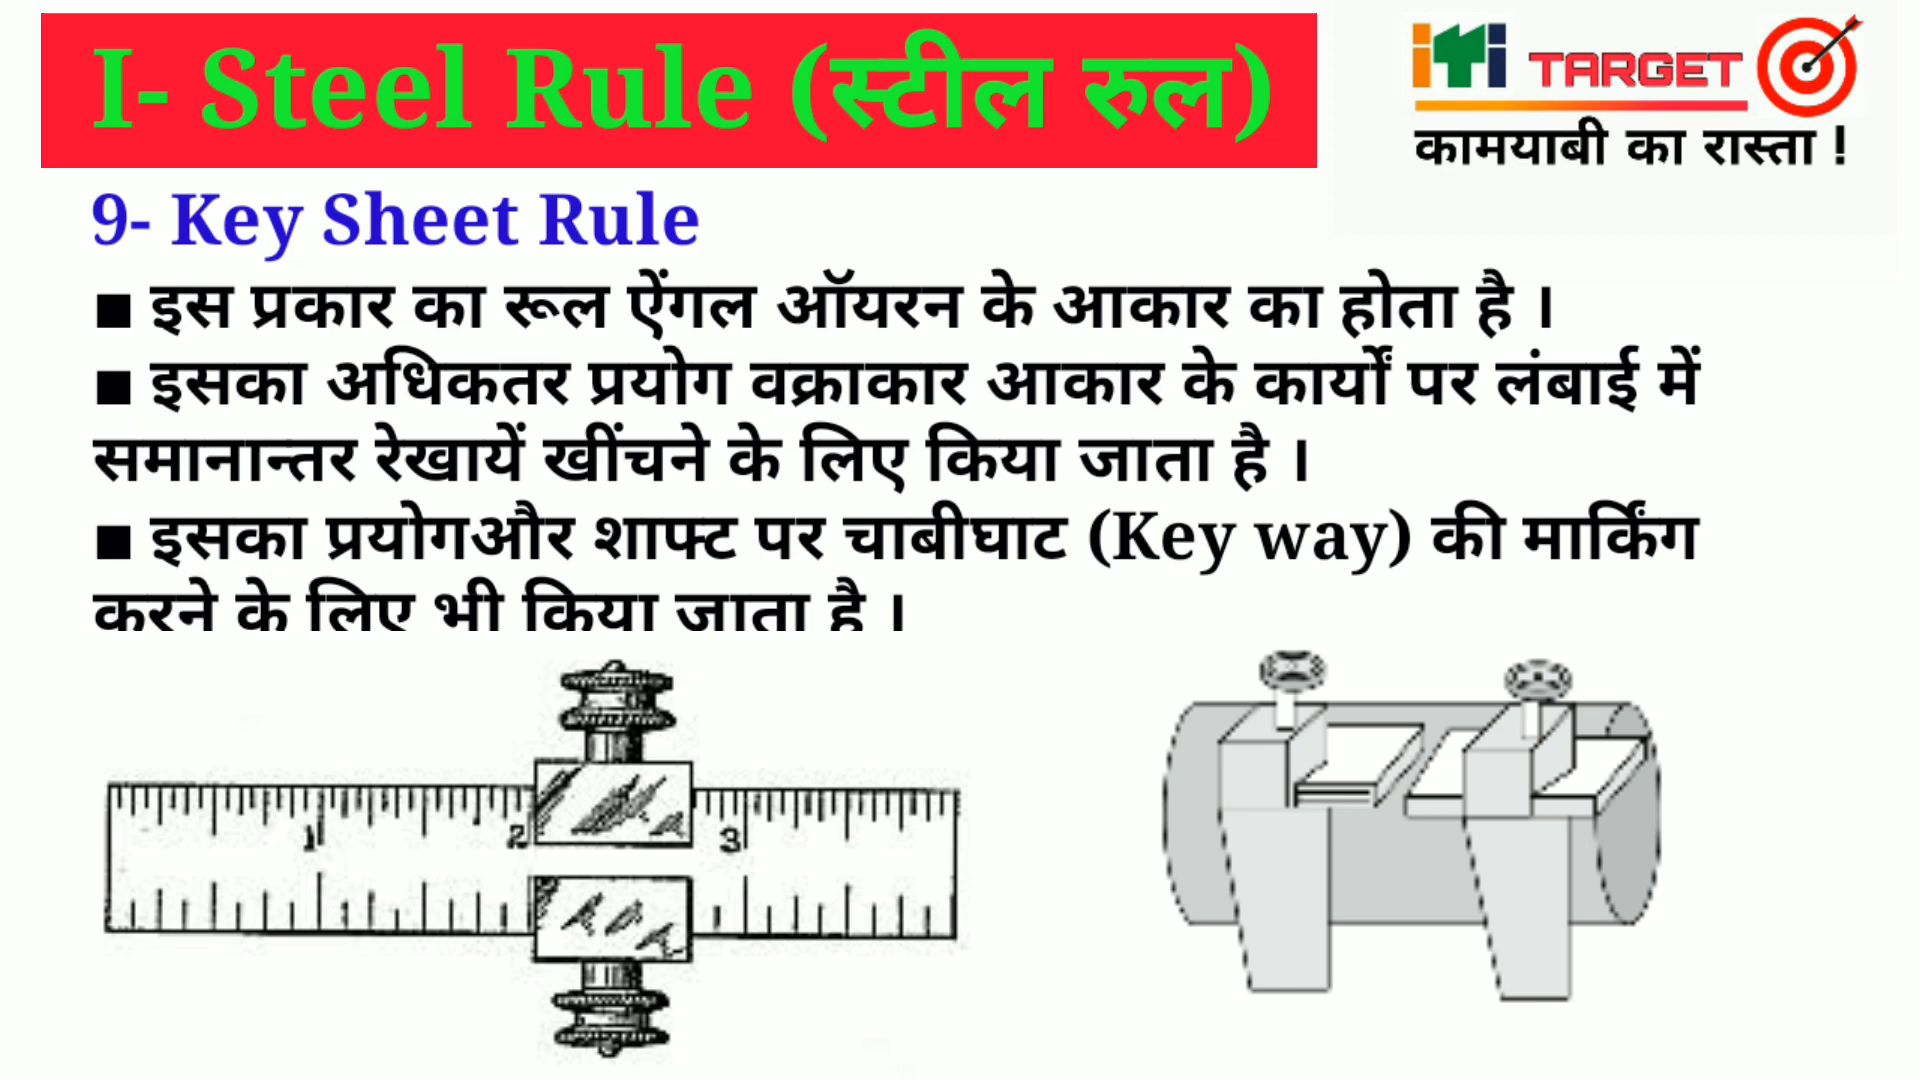 I- Steel Rule (स्टील रुल)
iTi TARGET
कामयाबी का रास्ता !
9- Key Sheet Rule
▪ इस प्रकार का रूल ऐंगल ऑयरन के आकार का होता है ।
▪ इसका अधिकतर प्रयोग वक्राकार आकार के कार्यों पर लंबाई में
समानान्तर रेखायें खींचने के लिए किया जाता है ।
▪ इसका प्रयोगऔर शाफ्ट पर चाबीघाट (Key way) की मार्किंग
करने के लिए भी किया जाता है ।
1 2 3